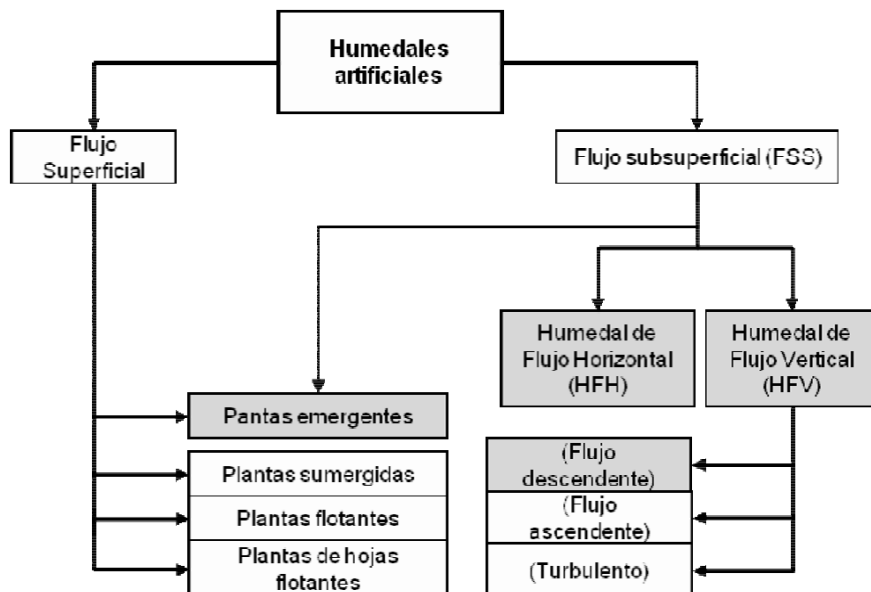 Humedales
artificiales
Flujo
Superficial
Flujo subsuperficial (FSS)
Humedal de
Flujo Horizontal
(HFH)
Humedal de
Flujo Vertical
(HFV)
Pantas emergentes
Plantas sumergidas
Plantas flotantes
Plantas de hojas
flotantes
(Flujo
descendente)
(Flujo
ascendente)
(Turbulento)